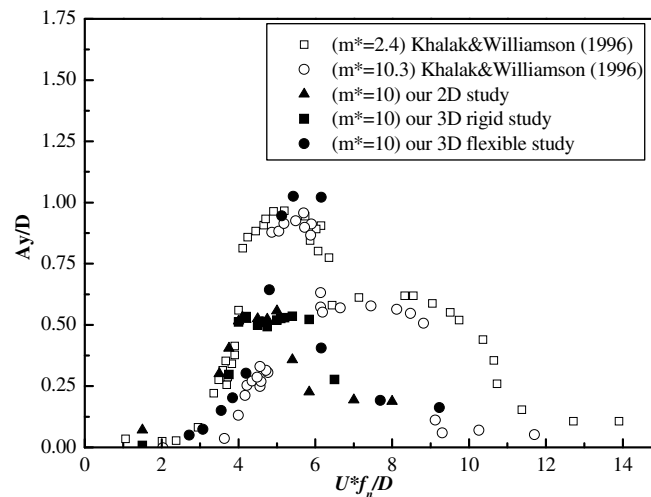 1.75
1.50
1.25
1.00
0.75
0.50
0.25
0.00
Ay/D
(m*=2.4) Khalak&Williamson (1996)
(m*=10.3) Khalak&Williamson (1996)
(m*=10) our 2D study
(m*=10) our 3D rigid study
(m*=10) our 3D flexible study
0 2 4 6 8 10 12 14
U*fn/D